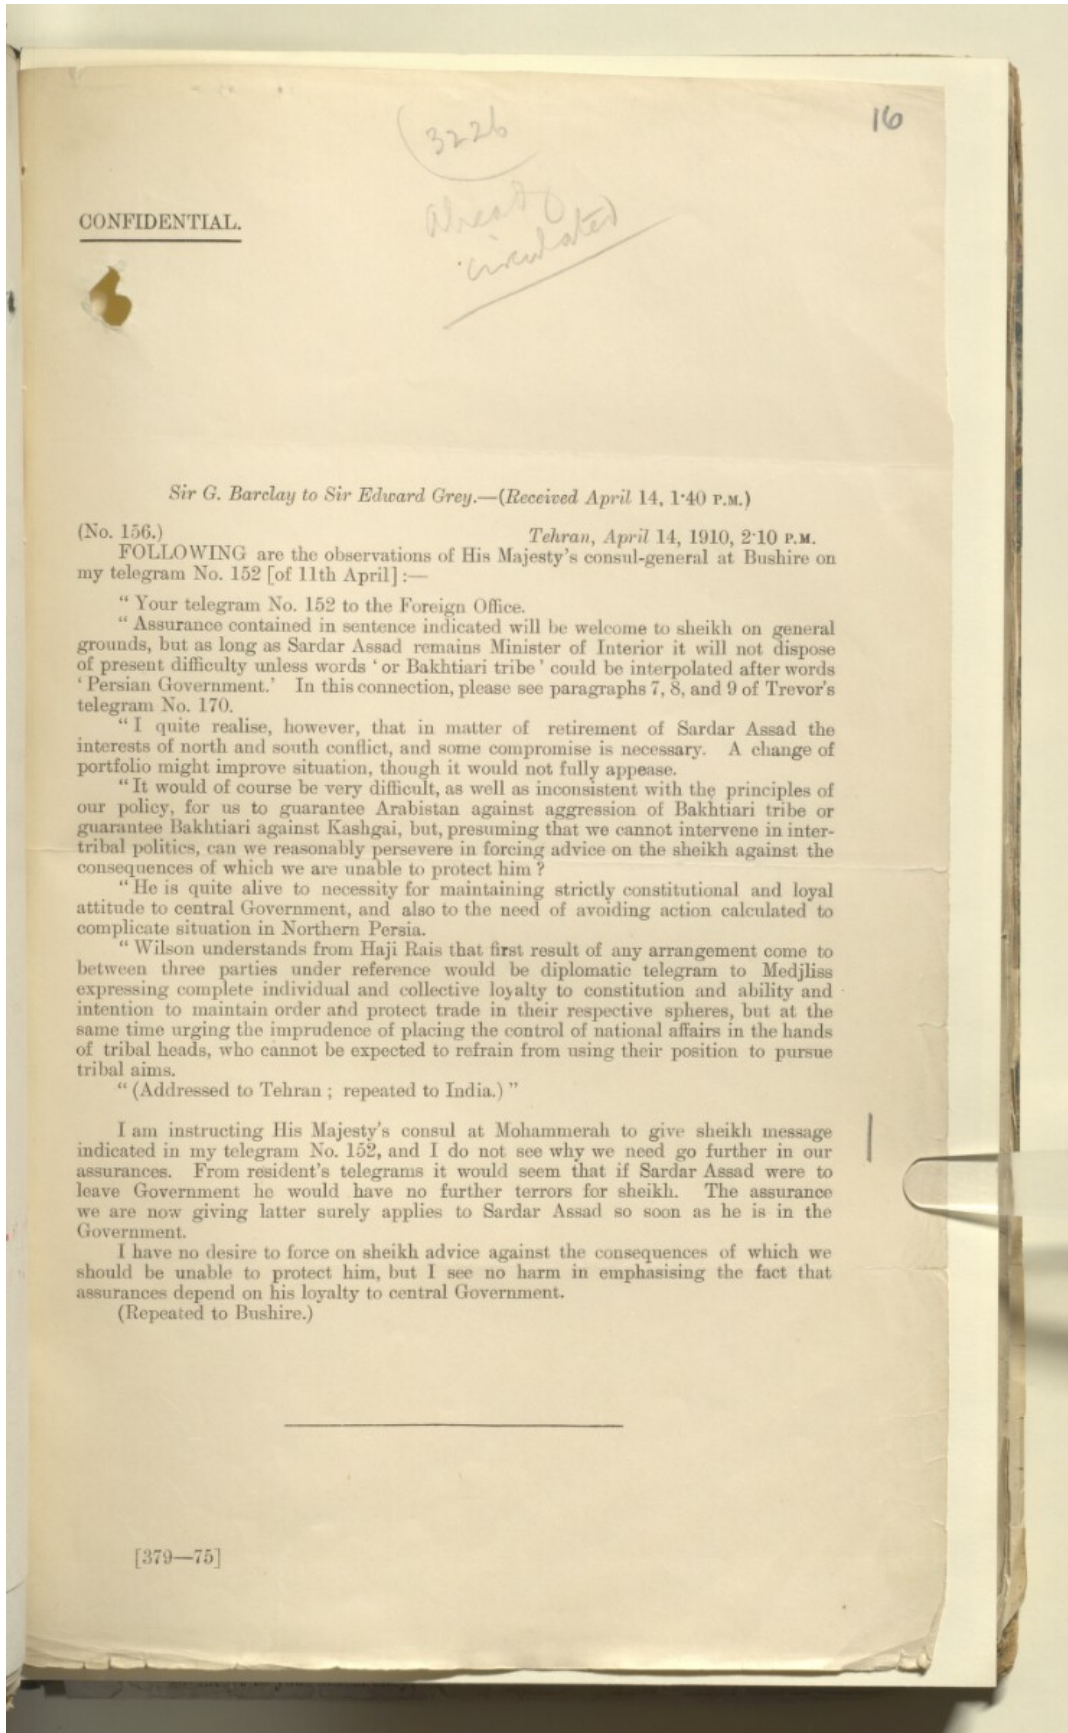 (3226
16
Already
circulated
CONFIDENTIAL.
Sir G. Barclay to Sir Edward Grey.—(Received April 14, 1·40 P.M.)
(No. 156.)
Tehran, April 14, 1910, 2·10 P.M.
FOLLOWING are the observations of His Majesty's consul-general at Bushire on
my telegram No. 152 [of 11th April] :—
" Your telegram No. 152 to the Foreign Office.
" Assurance contained in sentence indicated will be welcome to sheikh on general
grounds, but as long as Sardar Assad remains Minister of Interior it will not dispose
of present difficulty unless words ' or Bakhtiari tribe ' could be interpolated after words
' Persian Government.' In this connection, please see paragraphs 7, 8, and 9 of Trevor's
telegram No. 170.
" I quite realise, however, that in matter of retirement of Sardar Assad the
interests of north and south conflict, and some compromise is necessary. A change of
portfolio might improve situation, though it would not fully appease.
" It would of course be very difficult, as well as inconsistent with the principles of
our policy, for us to guarantee Arabistan against aggression of Bakhtiari tribe or
guarantee Bakhtiari against Kashgai, but, presuming that we cannot intervene in inter-
tribal politics, can we reasonably persevere in forcing advice on the sheikh against the
consequences of which we are unable to protect him ?
" He is quite alive to necessity for maintaining strictly constitutional and loyal
attitude to central Government, and also to the need of avoiding action calculated to
complicate situation in Northern Persia.
" Wilson understands from Haji Rais that first result of any arrangement come to
between three parties under reference would be diplomatic telegram to Medjliss
expressing complete individual and collective loyalty to constitution and ability and
intention to maintain order and protect trade in their respective spheres, but at the
same time urging the imprudence of placing the control of national affairs in the hands
of tribal heads, who cannot be expected to refrain from using their position to pursue
tribal aims.
" (Addressed to Tehran ; repeated to India.) "
I am instructing His Majesty's consul at Mohammerah to give sheikh message
indicated in my telegram No. 152, and I do not see why we need go further in our
assurances. From resident's telegrams it would seem that if Sardar Assad were to
leave Government he would have no further terrors for sheikh. The assurance
we are now giving latter surely applies to Sardar Assad so soon as he is in the
Government.
I have no desire to force on sheikh advice against the consequences of which we
should be unable to protect him, but I see no harm in emphasising the fact that
assurances depend on his loyalty to central Government.
(Repeated to Bushire.)
[379—75]